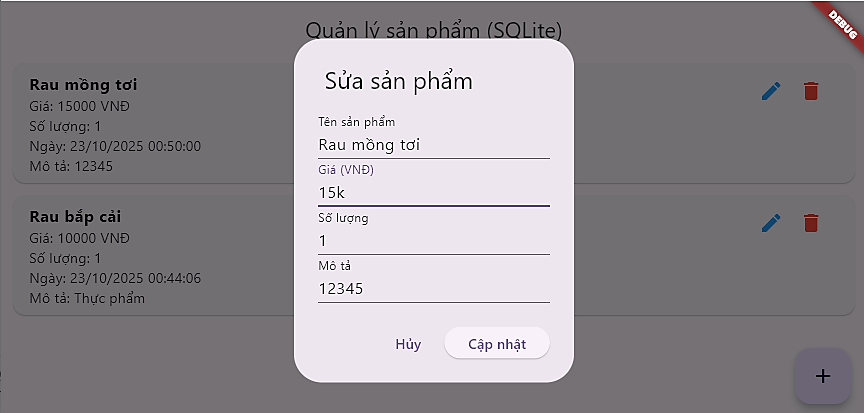 Quản lý sản phẩm (SQLite)
DEBUG
Rau mồng tơi
Giá: 15000 VNĐ
Số lượng: 1
Ngày: 23/10/2025 00:50:00
Mô tả: 12345
Rau bắp cải
Giá: 10000 VNĐ
Số lượng: 1
Ngày: 23/10/2025 00:44:06
Mô tả: Thực phẩm
Sửa sản phẩm
Tên sản phẩm
Rau mồng tơi
Giá (VNĐ)
15k
Số lượng
1
Mô tả
12345
Hủy
Cập nhật
+